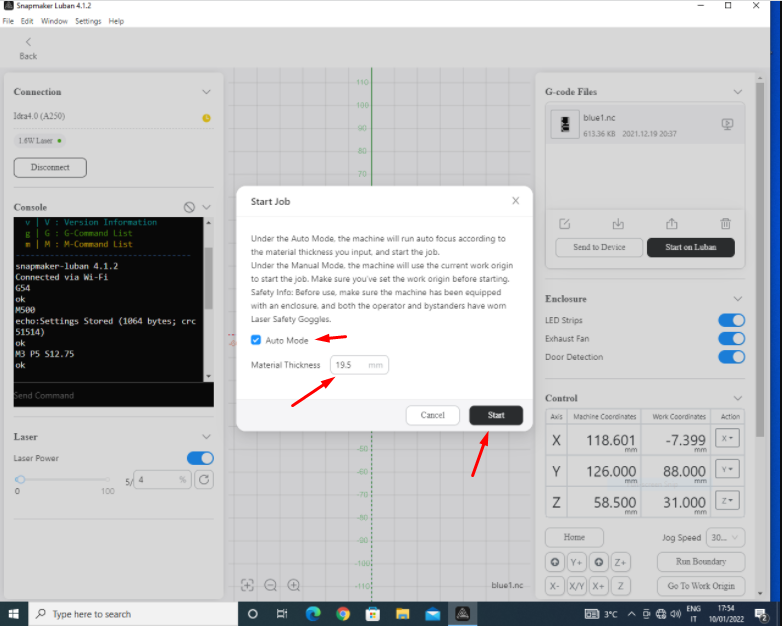 Snapmaker Luban 4.1.2
File Edit Window Settings Help
Back
Connection
Idra4.0 (A250)
1.6W Laser
Disconnect
Console
v | V : Version Information
g | G : G-Command List
m | M : M-Command List
snapmaker-luban 4.1.2
Connected via Wi-Fi
G54
ok
M500
echo:Settings Stored (1064 bytes; crc
51514)
ok
M3 P5 S12.75
ok
Send Command
Laser
Laser Power
5/ 4 %
0 100
110
100
90
80
70
Start Job
Under the Auto Mode, the machine will run auto focus according to
the material thickness you input, and start the job.
Under the Manual Mode, the machine will use the current work origin
to start the job. Make sure you've set the work origin before starting.
Safety Info: Before use, make sure the machine has been equipped
with an enclosure, and both the operator and bystanders have worn
Laser Safety Goggles.
Auto Mode
Material Thickness 19.5 mm
Cancel Start
-50
-60
-70
-80
-90
-100
-110
blue1.nc
G-code Files
blue1.nc
613.36 KB 2021.12.19 20:37
Send to Device Start on Luban
Enclosure
LED Strips
Exhaust Fan
Door Detection
Control
Axis Machine Coordinates Work Coordinates Action
X 118.601 mm -7.399 mm X
Y 126.000 mm 88.000 mm Y
Z 58.500 mm 31.000 mm Z
Home Jog Speed 30...
Y+ Z+ Run Boundary
X- X/Y X+ Z Go To Work Origin
Type here to search
3°C
ENG
IT
17:54
10/01/2022
2